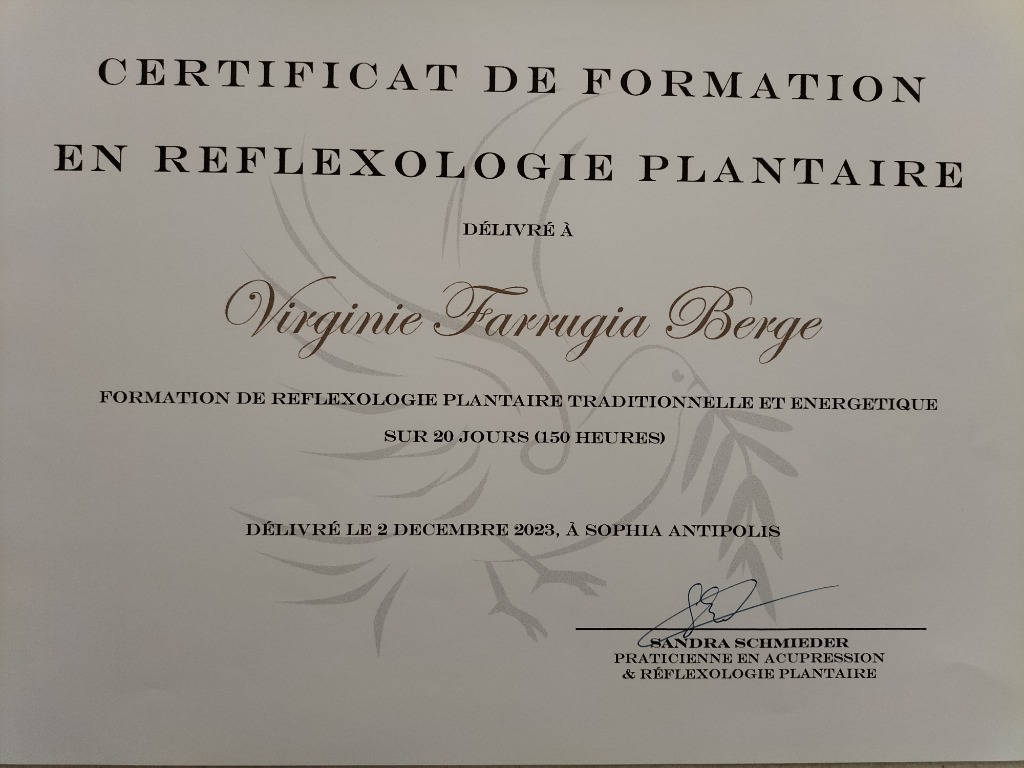 CERTIFICAT DE FORMATION
EN REFLEXOLOGIE PLANTAIRE
DÉLIVRÉ À
Virginie Farrugia Berge
FORMATION DE REFLEXOLOGIE PLANTAIRE TRADITIONNELLE ET ENERGETIQUE
SUR 20 JOURS (150 HEURES)
DÉLIVRÉ LE 2 DECEMBRE 2023, À SOPHIA ANTIPOLIS
SANDRA SCHMIEDER
PRATICIENNE EN ACUPRESSION
& RÉFLEXOLOGIE PLANTAIRE